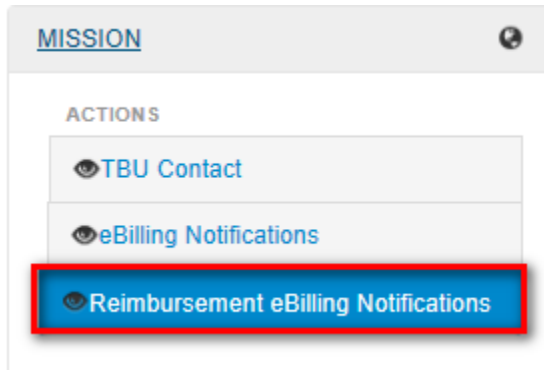 MISSION
ACTIONS
TBU Contact
eBilling Notifications
Reimbursement eBilling Notifications